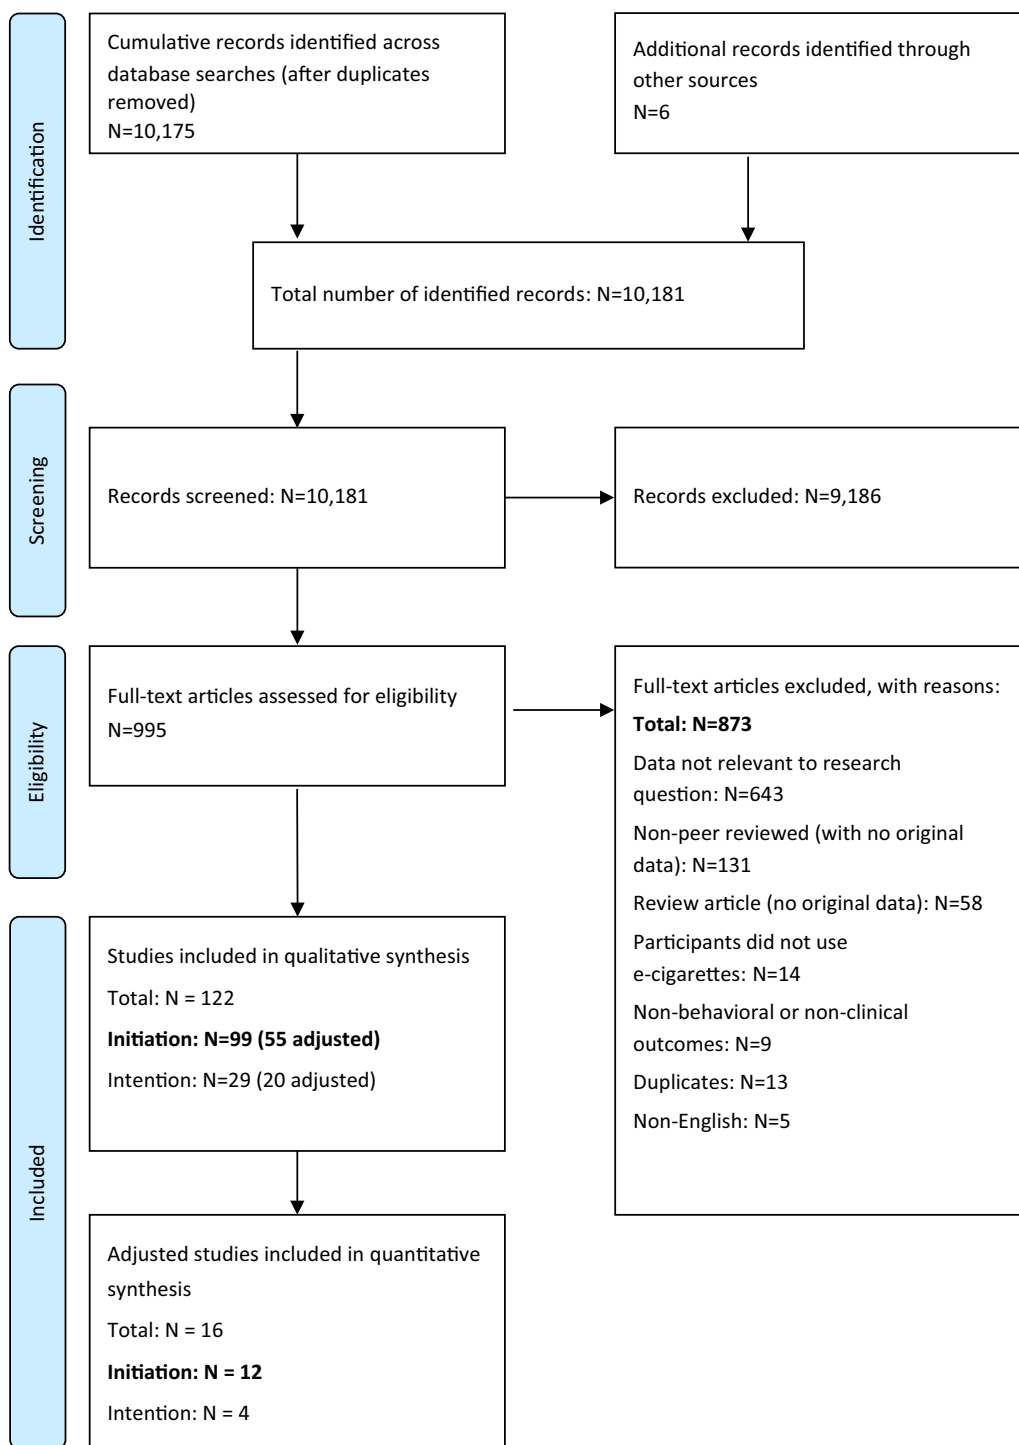 Identification
Cumulative records identified across
database searches (after duplicates
removed)
N=10,175
Additional records identified through
other sources
N=6
Total number of identified records: N=10,181
Screening
Records screened: N=10,181
Records excluded: N=9,186
Eligibility
Full-text articles assessed for eligibility
N=995
Full-text articles excluded, with reasons:
Total: N=873
Data not relevant to research
question: N=643
Non-peer reviewed (with no original
data): N=131
Review article (no original data): N=58
Participants did not use
e-cigarettes: N=14
Non-behavioral or non-clinical
outcomes: N=9
Duplicates: N=13
Non-English: N=5
Included
Studies included in qualitative synthesis
Total: N = 122
Initiation: N=99 (55 adjusted)
Intention: N=29 (20 adjusted)
Adjusted studies included in quantitative
synthesis
Total: N = 16
Initiation: N = 12
Intention: N = 4